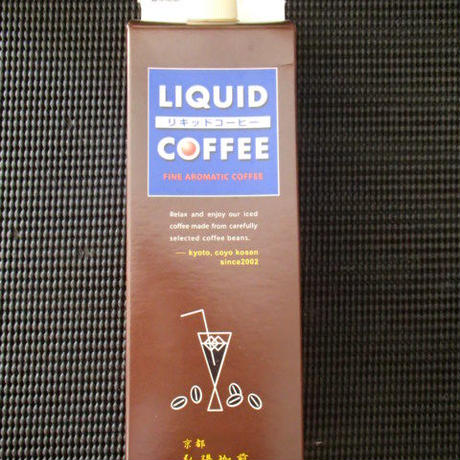 LIQUID
リキッドコーヒー
COFFEE
FINE AROMATIC COFFEE
Relax and enjoy our iced
coffee made from carefully
selected coffee beans.
— kyoto, coyo kosen
since2002
京都